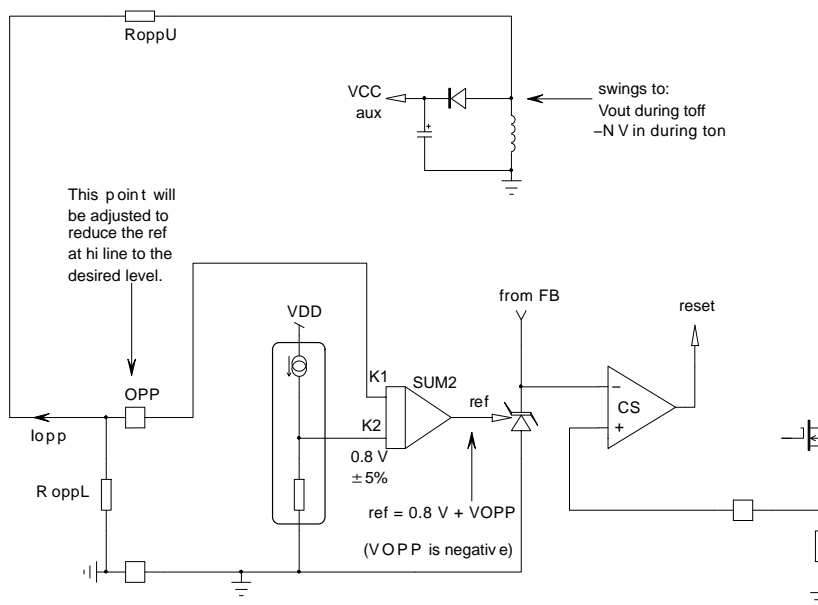 RoppU
VCC
aux
swings to:
Vout during toff
–N V in during ton
This point will
be adjusted to
reduce the ref
at hi line to the
desired level.
from FB
reset
VDD
OPP
K1
SUM2
ref
CS
Iopp
K2
0.8 V
±5%
RoppL
ref = 0.8 V + VOPP
(VOPP is negative)